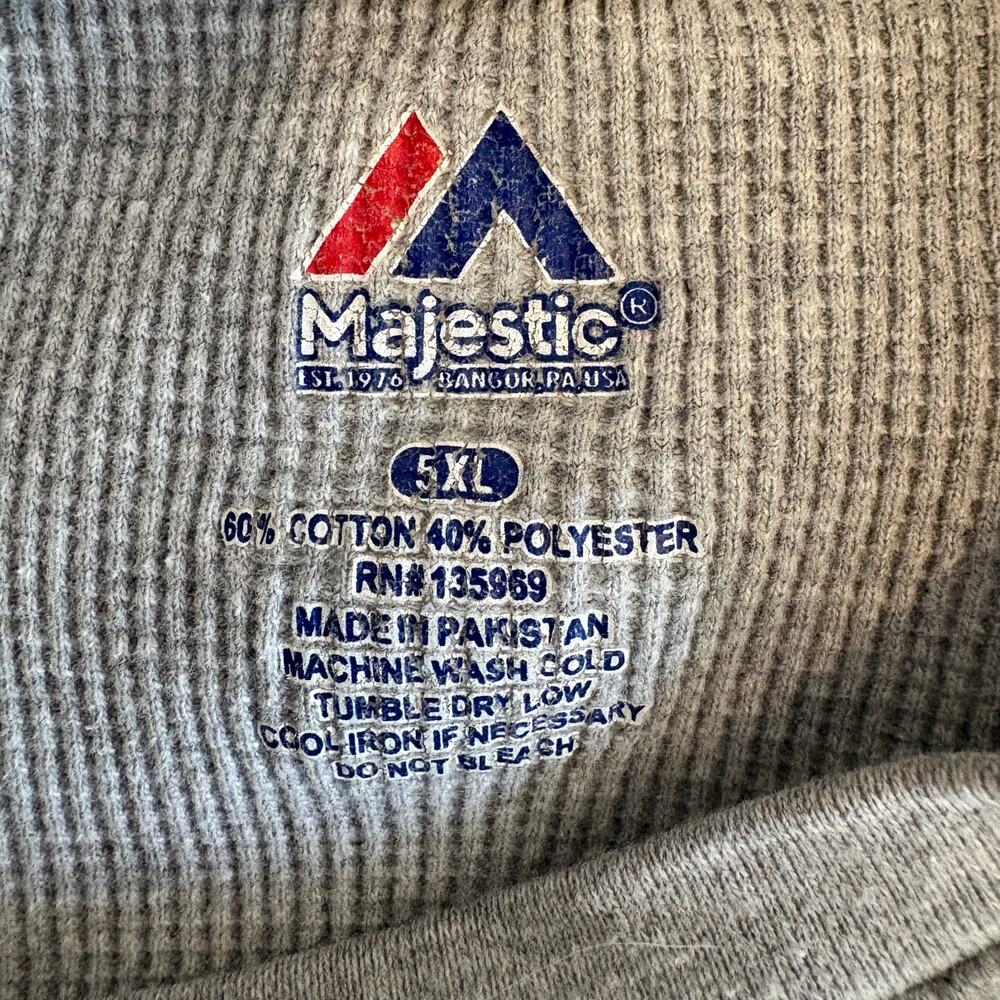 Majestic®
EST. 1976 BANGOR, PA, USA
5XL
60% COTTON 40% POLYESTER
RN# 135969
MADE IN PAKISTAN
MACHINE WASH COLD
TUMBLE DRY LOW
COOL IRON IF NECESSARY
DO NOT BLEACH